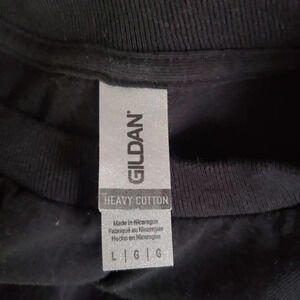 GILDAN®
HEAVY COTTON
Made in Nicaragua
Fabriqué au Nicaragua
Hecho en Nicaragua
L | G | G